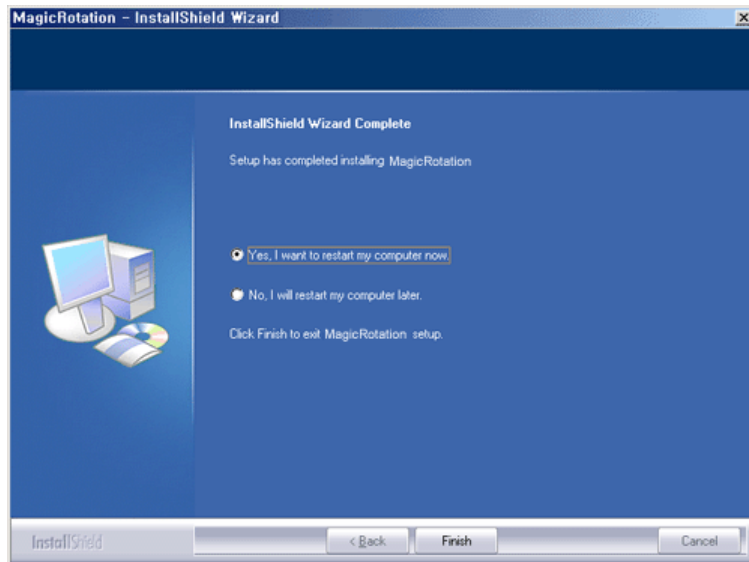 MagicRotation - InstallShield Wizard
InstallShield Wizard Complete
Setup has completed installing MagicRotation
Yes, I want to restart my computer now.
No, I will restart my computer later.
Click Finish to exit MagicRotation setup.
InstallShield
< Back
Finish
Cancel